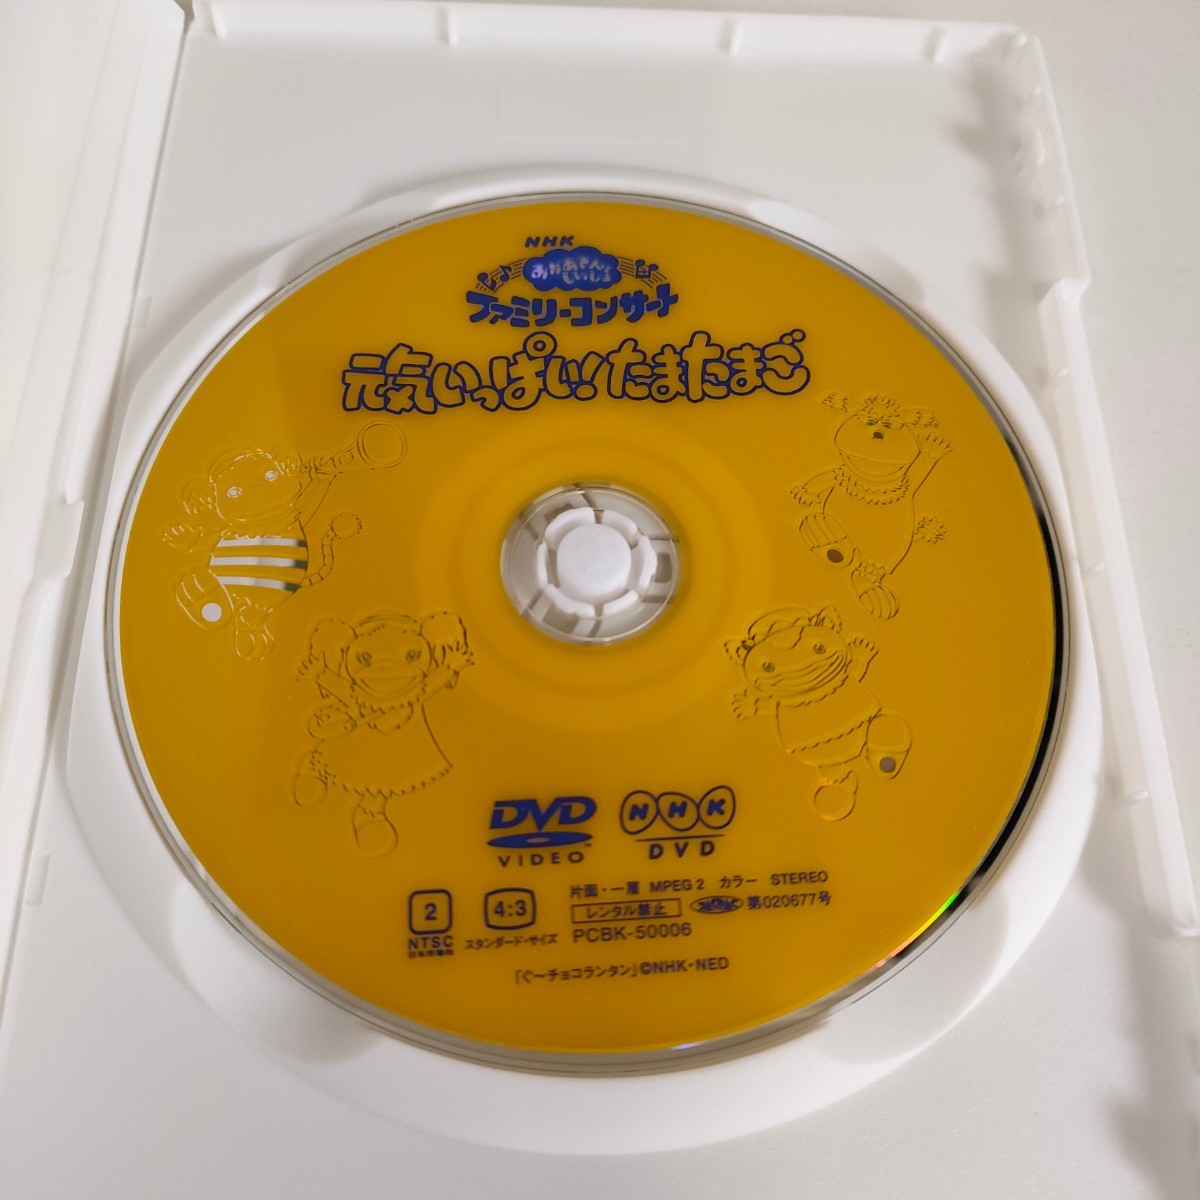 NHK
おかあさんと
いっしょ
ファミリーコンサート
元気いっぱい!たまたまご
DVD
VIDEO™
NHK
DVD
片面・一層 MPEG 2 カラー STEREO
2
4:3
レンタル禁止
第020677号
NTSC
日本市場向
スタンダード・サイズ
PCBK-50006
「ぐ〜チョコランタン」©NHK・NED